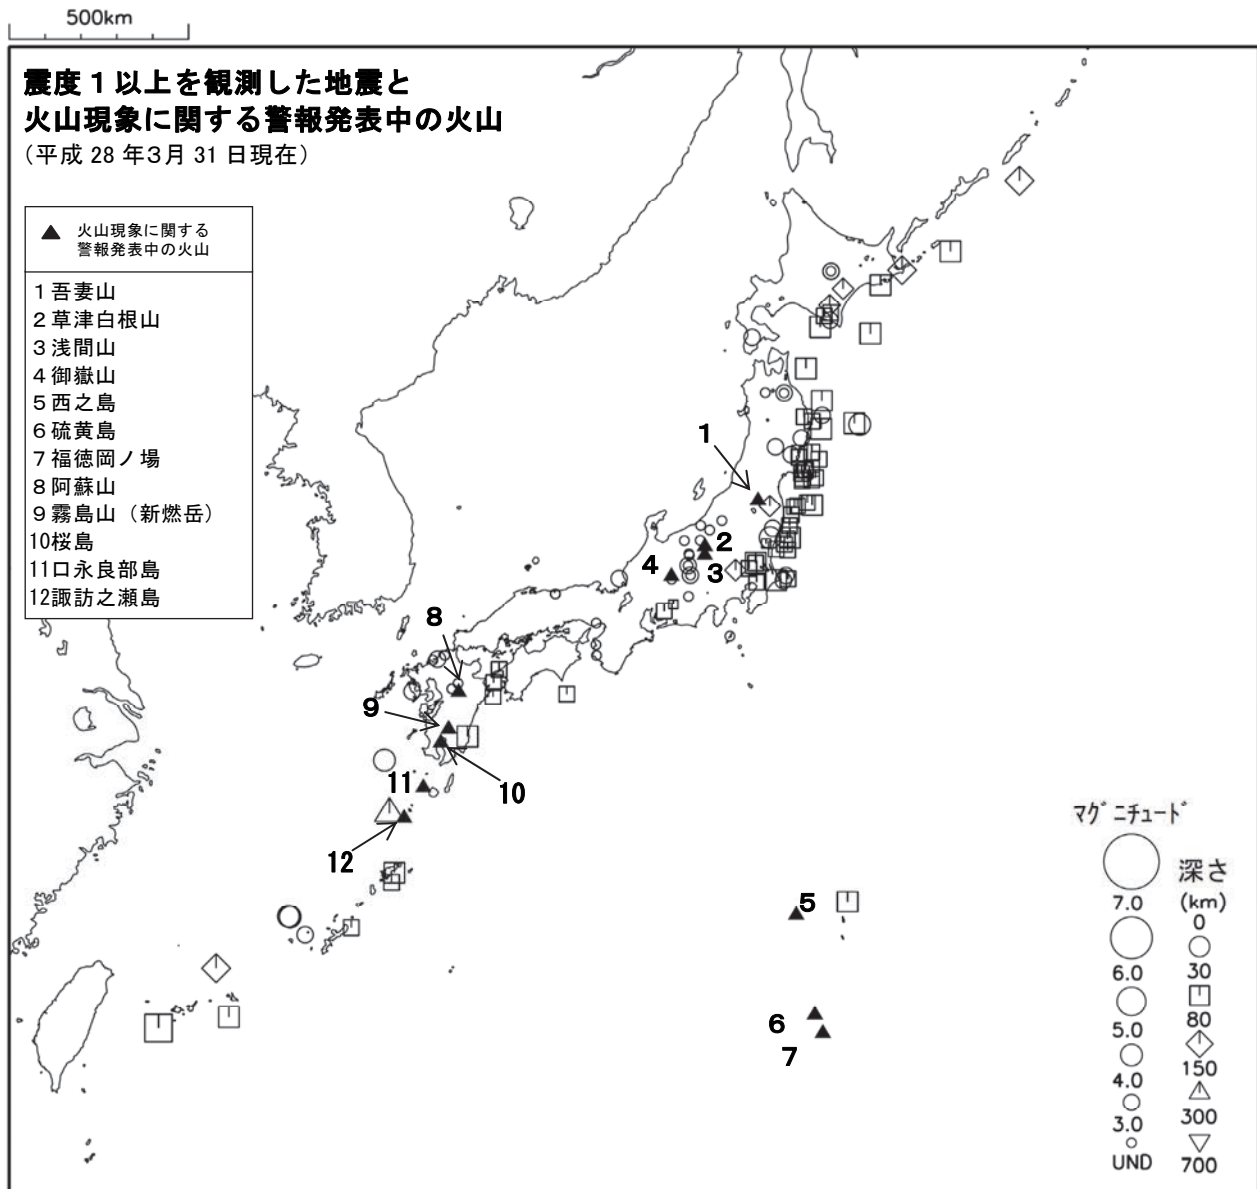 500km
震度１以上を観測した地震と
火山現象に関する警報発表中の火山
（平成 28 年3月 31 日現在）
▲ 火山現象に関する
警報発表中の火山
1 吾妻山
2 草津白根山
3 浅間山
4 御嶽山
5 西之島
6 硫黄島
7 福徳岡ノ場
8 阿蘇山
9 霧島山（新燃岳）
10 桜島
11 口永良部島
12 諏訪之瀬島
1
2
4
3
8
9
11
10
12
5
6
7
マグニチュード
7.0
6.0
5.0
4.0
3.0
UND
深さ
(km)
0
30
80
150
300
700